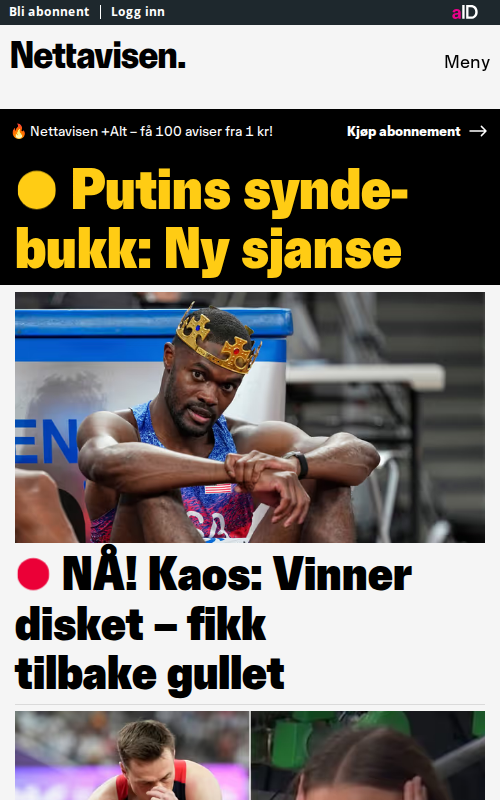 Bli abonnent
Logg inn
aID
Nettavisen.
Meny
🔥 Nettavisen +Alt – få 100 aviser fra 1 kr!
Kjøp abonnement →
Putins synde-
bukk: Ny sjanse
EN
NÅ! Kaos: Vinner
disket – fikk
tilbake gullet